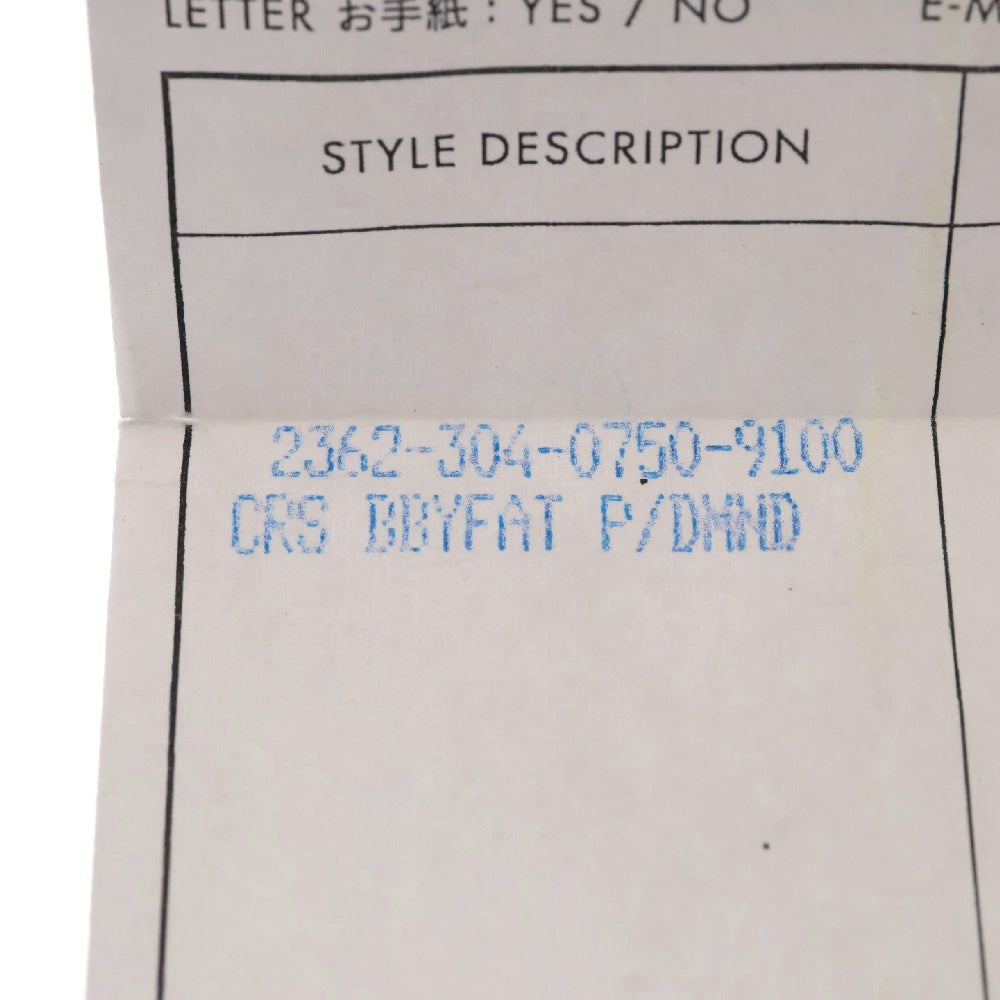 LETTER お手紙 : YES / NO E-M
STYLE DESCRIPTION
2362-304-0750-9100
CRS BBYFAT P/DMND